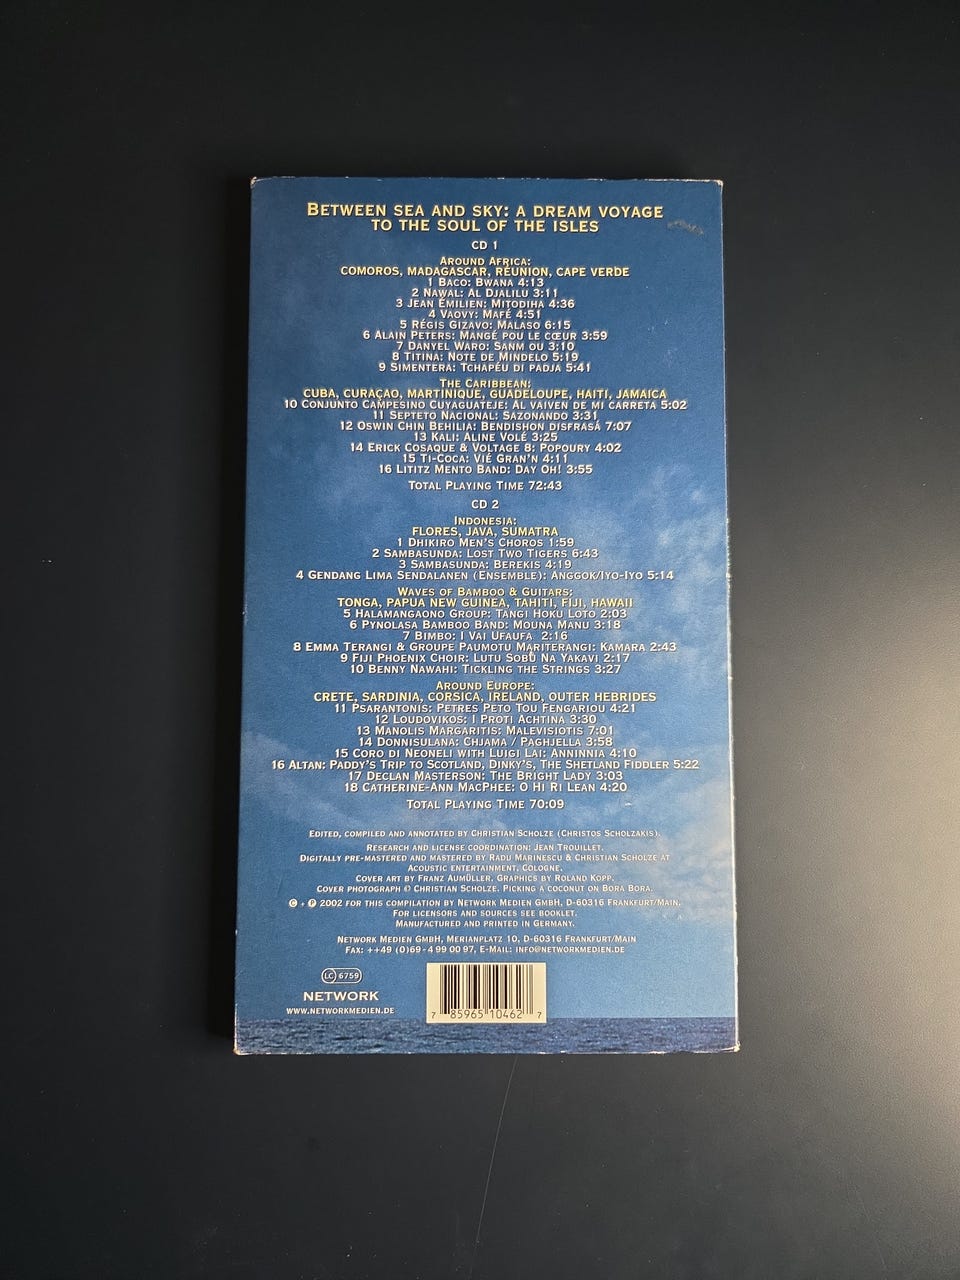 BETWEEN SEA AND SKY: A DREAM VOYAGE
TO THE SOUL OF THE ISLES
CD 1
AROUND AFRICA:
COMOROS, MADAGASCAR, RÉUNION, CAPE VERDE
1 BACO: BWANA 4:13
2 NAWAL: AL DJALILU 3:11
3 JEAN ÉMILIEN: MITODIHA 4:36
4 VAOVY: MAFÉ 4:51
5 RÉGIS GIZAVO: MALASO 6:15
6 ALAIN PETERS: MANGÉ POU LE CŒUR 3:59
7 DANYEL WARO: SANM OU 3:10
8 TITINA: NOTE DE MINDELO 5:19
9 SIMENTERA: TCHAPÉU DI PADJA 5:41
THE CARIBBEAN:
CUBA, CURAÇAO, MARTINIQUE, GUADELOUPE, HAITI, JAMAICA
10 CONJUNTO CAMPESINO CUYAGUATEJE: AL VAIVEN DE MI CARRETA 5:02
11 SEPTETO NACIONAL: SAZONANDO 3:31
12 OSWIN CHIN BEHILIA: BENDISHON DISFRASÁ 7:07
13 KALI: ALINE VOLÉ 3:25
14 ERICK COSAQUE & VOLTAGE 8: POPOURY 4:02
15 TI-COCA: VIÉ GRAN'N 4:11
16 LITITZ MENTO BAND: DAY OH! 3:55
TOTAL PLAYING TIME 72:43
CD 2
INDONESIA:
FLORES, JAVA, SUMATRA
1 DHIKIRO MEN'S CHOROS 1:59
2 SAMBASUNDA: LOST TWO TIGERS 6:43
3 SAMBASUNDA: BEREKIS 4:19
4 GENDANG LIMA SENDALANEN (ENSEMBLE): ANGGOK/IYO-IYO 5:14
WAVES OF BAMBOO & GUITARS:
TONGA, PAPUA NEW GUINEA, TAHITI, FIJI, HAWAII
5 HALAMANGAONO GROUP: TANGI HOKU LOTO 2:03
6 PYNOLASA BAMBOO BAND: MOUNA MANU 3:18
7 BIMBO: I VAI UFAUFA 2:16
8 EMMA TERANGI & GROUPE PAUMOTU MARITERANGI: KAMARA 2:43
9 FIJI PHOENIX CHOIR: LUTU SOBU NA YAKAVI 2:17
10 BENNY NAWAHI: TICKLING THE STRINGS 3:27
AROUND EUROPE:
CRETE, SARDINIA, CORSICA, IRELAND, OUTER HEBRIDES
11 PSARANTONIS: PETRES PETO TOU FENGARIOU 4:21
12 LOUDOVIKOS: I PROTI ACHTINA 3:30
13 MANOLIS MARGARITIS: MALEVISIOTIS 7:01
14 DONNISULANA: CHJAMA / PAGHJELLA 3:58
15 CORO DI NEONELI WITH LUIGI LAI: ANNINNIA 4:10
16 ALTAN: PADDY'S TRIP TO SCOTLAND, DINKY'S, THE SHETLAND FIDDLER 5:22
17 DECLAN MASTERSON: THE BRIGHT LADY 3:03
18 CATHERINE-ANN MACPHEE: O HI RI LEAN 4:20
TOTAL PLAYING TIME 70:09
EDITED, COMPILED AND ANNOTATED BY CHRISTIAN SCHOLZE (CHRISTOS SCHOLZAKIS).
RESEARCH AND LICENSE COORDINATION: JEAN TROUILLET.
DIGITALLY PRE-MASTERED AND MASTERED BY RADU MARINESCU & CHRISTIAN SCHOLZE AT
ACOUSTIC ENTERTAINMENT, COLOGNE.
COVER ART BY FRANZ AUMÜLLER. GRAPHICS BY ROLAND KOPP.
COVER PHOTOGRAPH © CHRISTIAN SCHOLZE. PICKING A COCONUT ON BORA BORA.
© + ℗ 2002 FOR THIS COMPILATION BY NETWORK MEDIEN GMBH, D-60316 FRANKFURT/MAIN.
FOR LICENSORS AND SOURCES SEE BOOKLET.
MANUFACTURED AND PRINTED IN GERMANY.
NETWORK MEDIEN GMBH, MERIANPLATZ 10, D-60316 FRANKFURT/MAIN
FAX: ++49 (0)69-4 99 00 97, E-MAIL: INFO@NETWORKMEDIEN.DE
LC 6759
NETWORK
WWW.NETWORKMEDIEN.DE
7 85965 10462 7